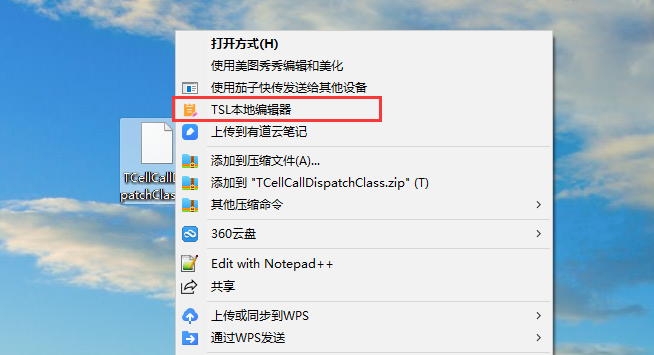 打开方式(H)
使用美图秀秀编辑和美化
使用茄子快传发送给其他设备
TSL本地编辑器
上传到有道云笔记
TCellCallD
patchClas
添加到压缩文件(A)...
添加到 "TCellCallDispatchClass.zip" (T)
其他压缩命令
360云盘
Edit with Notepad++
共享
上传或同步到WPS
通过WPS发送